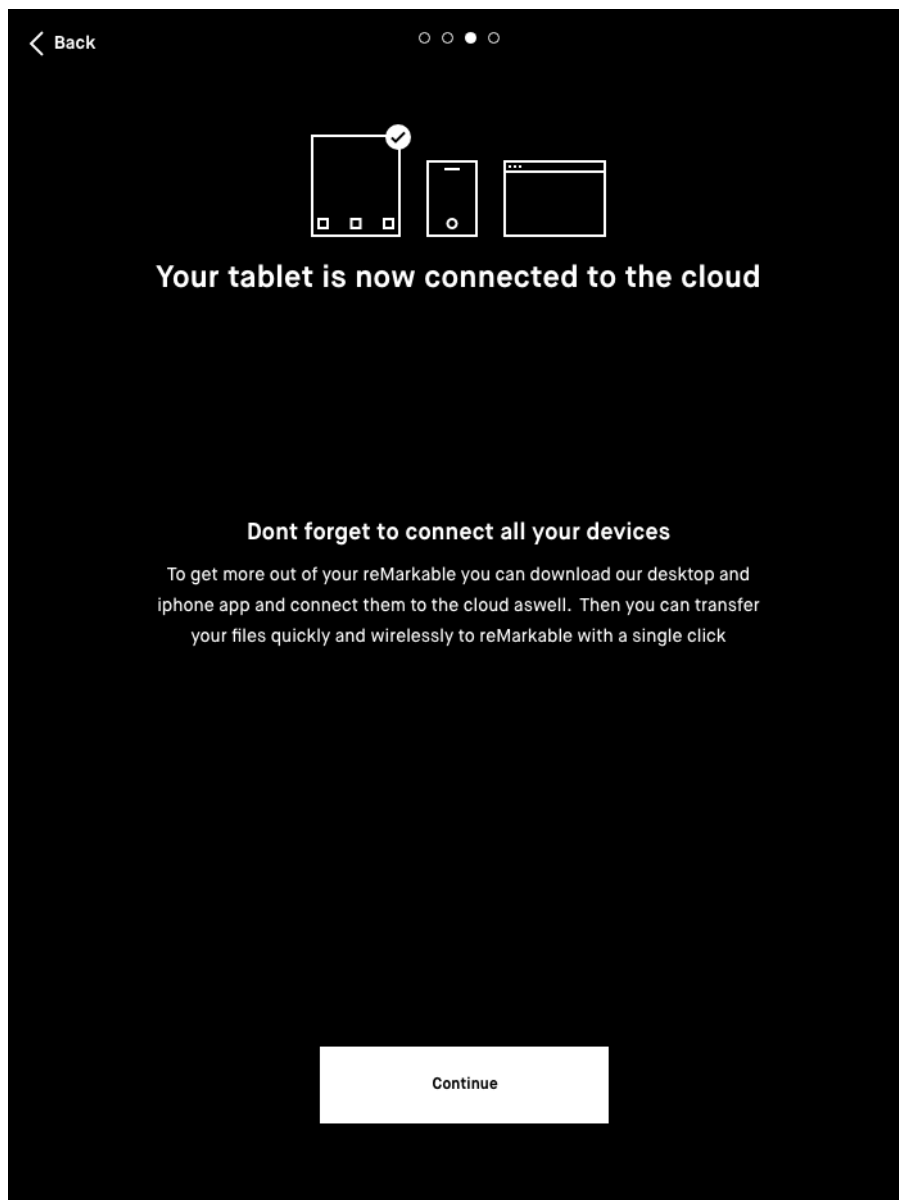 Back
Your tablet is now connected to the cloud
Dont forget to connect all your devices
To get more out of your reMarkable you can download our desktop and
iphone app and connect them to the cloud aswell. Then you can transfer
your files quickly and wirelessly to reMarkable with a single click
Continue